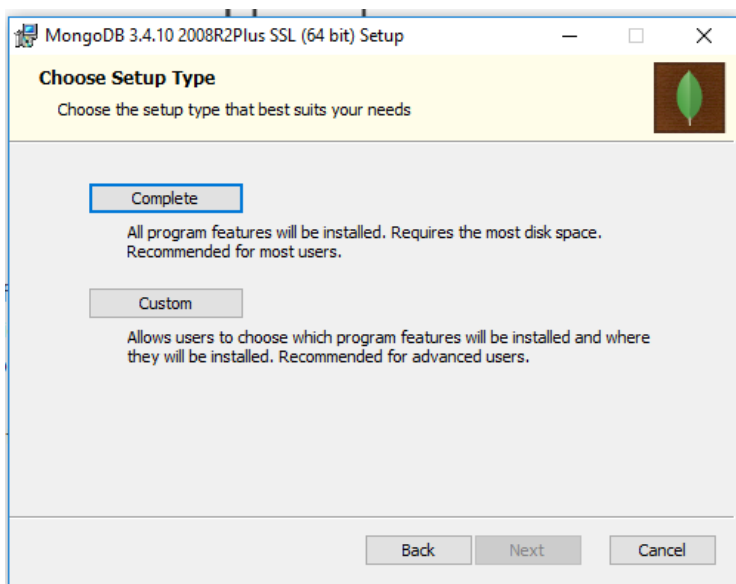 MongoDB 3.4.10 2008R2Plus SSL (64 bit) Setup
Choose Setup Type
Choose the setup type that best suits your needs
Complete
All program features will be installed. Requires the most disk space.
Recommended for most users.
Custom
Allows users to choose which program features will be installed and where
they will be installed. Recommended for advanced users.
Back
Next
Cancel